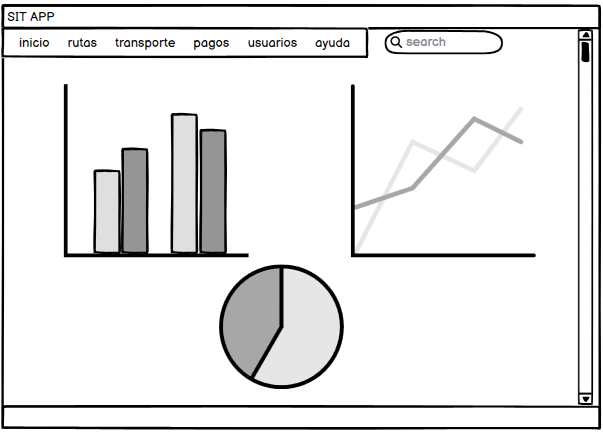 SIT APP
inicio rutas transporte pagos usuarios ayuda search